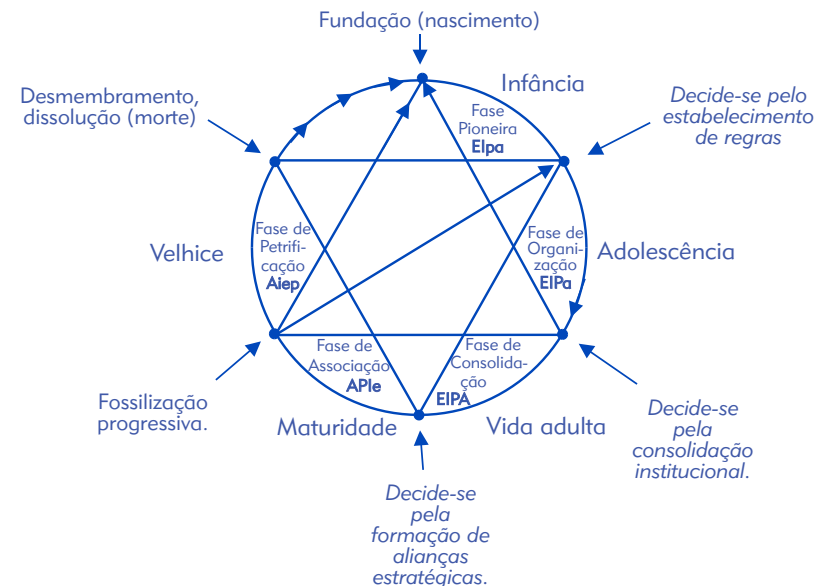 Fundação (nascimento)
Infância
Fase
Pioneira
EIpa
Decide-se pelo
estabelecimento
de regras
Desmembramento,
dissolução (morte)
Velhice
Fase de
Petrifi-
cação
Aiep
Fase de
Organi-
zação
EIPa
Adolescência
Fase de
Associação
APIe
Fase de
Consolida-
ção
EIPA
Fossilização
progressiva.
Maturidade
Vida adulta
Decide-se
pela
consolidação
institucional.
Decide-se
pela
formação de
alianças
estratégicas.